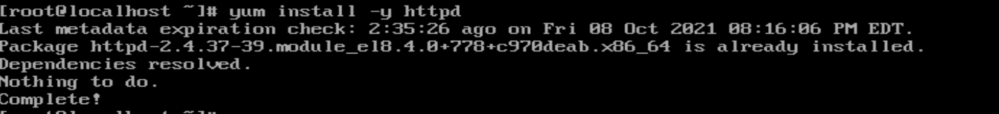 [root@localhost ~]# yum install -y httpd
Last metadata expiration check: 2:35:26 ago on Fri 08 Oct 2021 08:16:06 PM EDT.
Package httpd-2.4.37-39.module_el8.4.0+778+c970deab.x86_64 is already installed.
Dependencies resolved.
Nothing to do.
Complete!